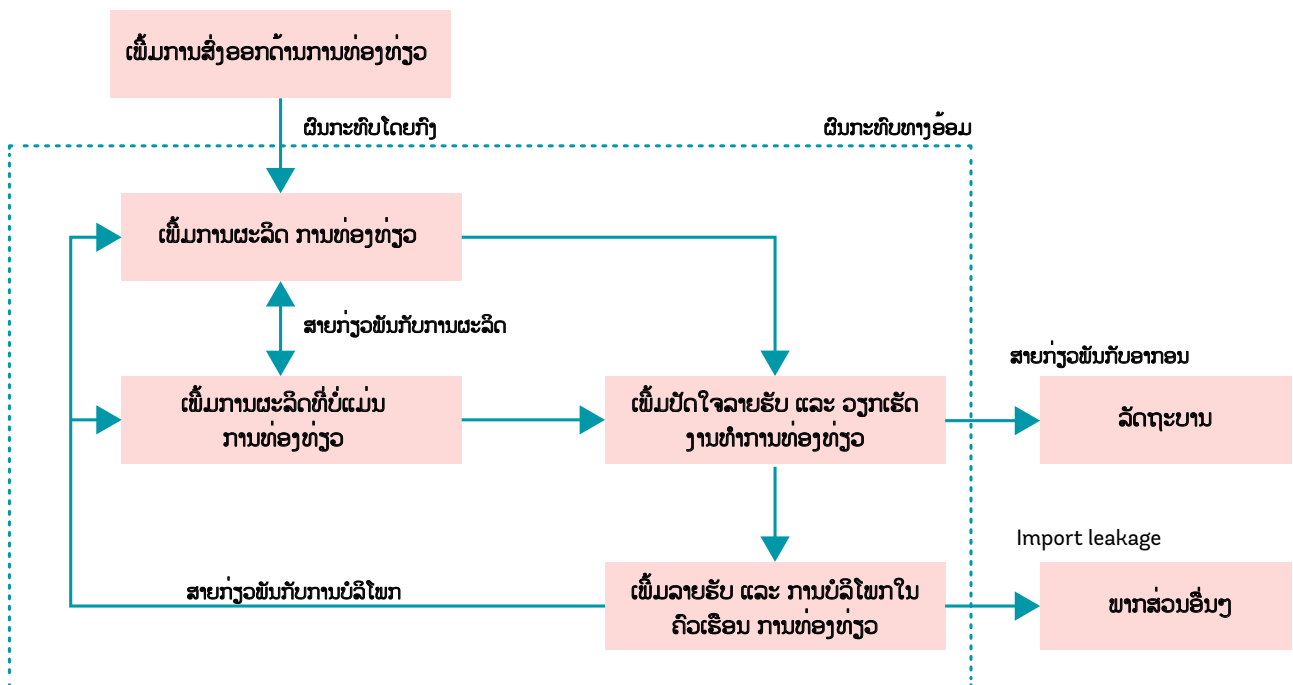 ເພີ້ມການສົ່ງອອກດ້ານການທ່ອງທ່ຽວ
ຜົນກະທົບໂດຍກົງ
ຜົນກະທົບທາງອ້ອມ
ເພີ້ມການຜະລິດ ການທ່ອງທ່ຽວ
ສາຍກ່ຽວພັນກັບການຜະລິດ
ສາຍກ່ຽວພັນກັບອາກອນ
ເພີ້ມການຜະລິດທີ່ບໍ່ແມ່ນ
ການທ່ອງທ່ຽວ
ເພີ້ມປັດໃຈລາຍຮັບ ແລະ ວຽກເຮັດ
ງານທຳການທ່ອງທ່ຽວ
ລັດຖະບານ
Import leakage
ສາຍກ່ຽວພັນກັບການບໍລິໂພກ
ເພີ້ມລາຍຮັບ ແລະ ການບໍລິໂພກໃນ
ຄົວເຮືອນ ການທ່ອງທ່ຽວ
ພາກສ່ວນອື່ນໆ